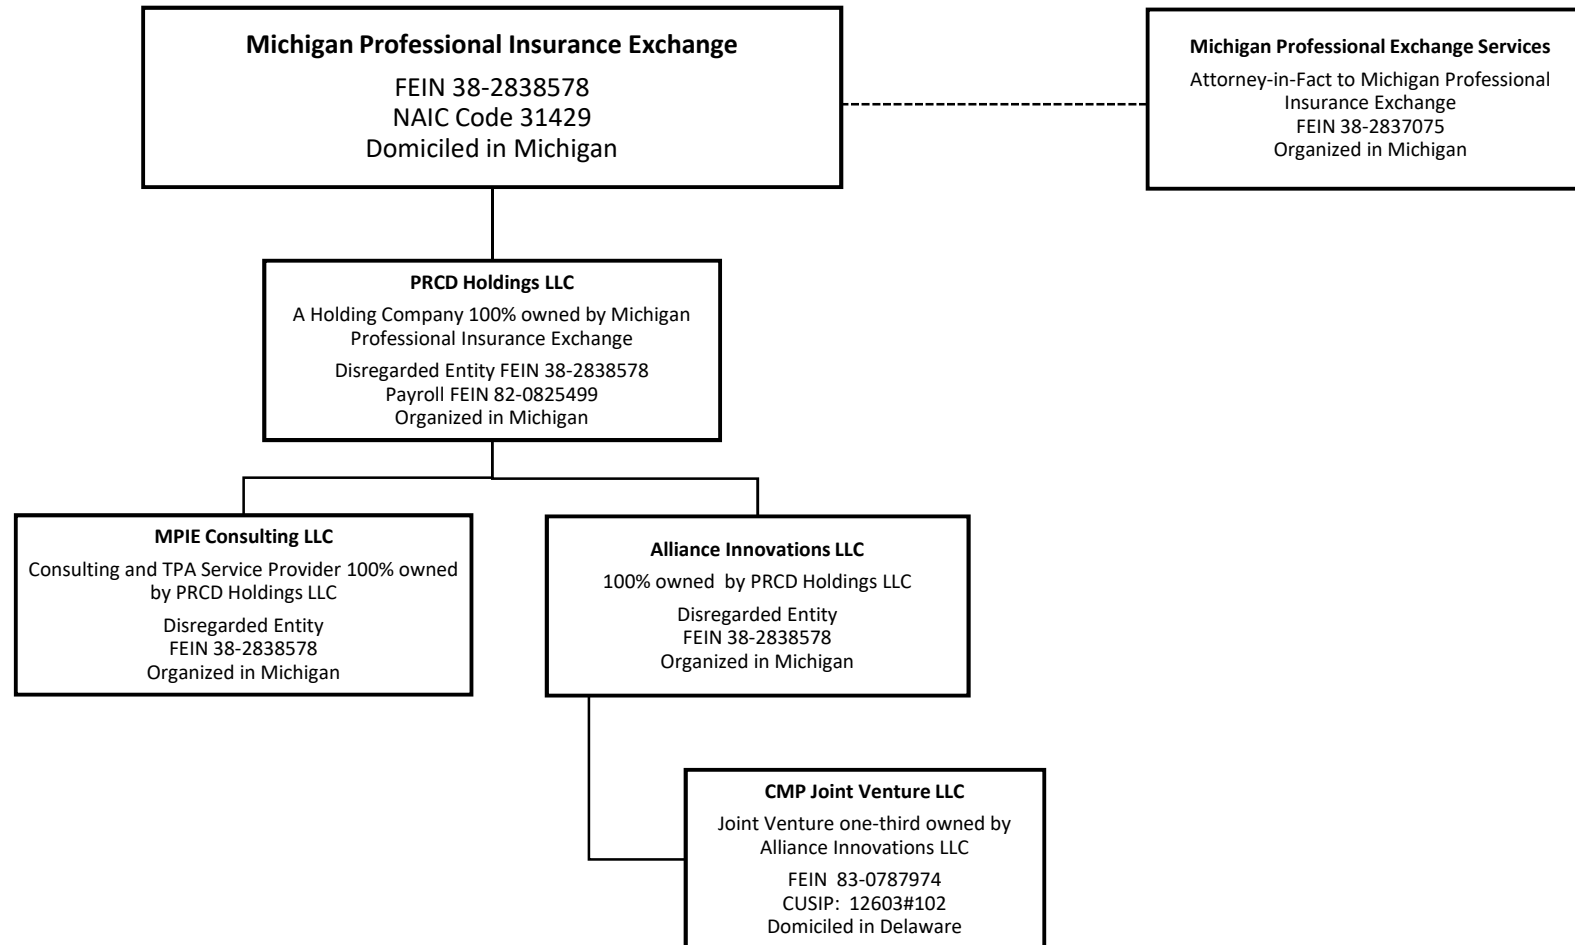 Michigan Professional Insurance Exchange
FEIN 38-2838578
NAIC Code 31429
Domiciled in Michigan
Michigan Professional Exchange Services
Attorney-in-Fact to Michigan Professional
Insurance Exchange
FEIN 38-2837075
Organized in Michigan
PRCD Holdings LLC
A Holding Company 100% owned by Michigan
Professional Insurance Exchange
Disregarded Entity FEIN 38-2838578
Payroll FEIN 82-0825499
Organized in Michigan
MPIE Consulting LLC
Consulting and TPA Service Provider 100% owned
by PRCD Holdings LLC
Disregarded Entity
FEIN 38-2838578
Organized in Michigan
Alliance Innovations LLC
100% owned by PRCD Holdings LLC
Disregarded Entity
FEIN 38-2838578
Organized in Michigan
CMP Joint Venture LLC
Joint Venture one-third owned by
Alliance Innovations LLC
FEIN 83-0787974
CUSIP: 12603#102
Domiciled in Delaware